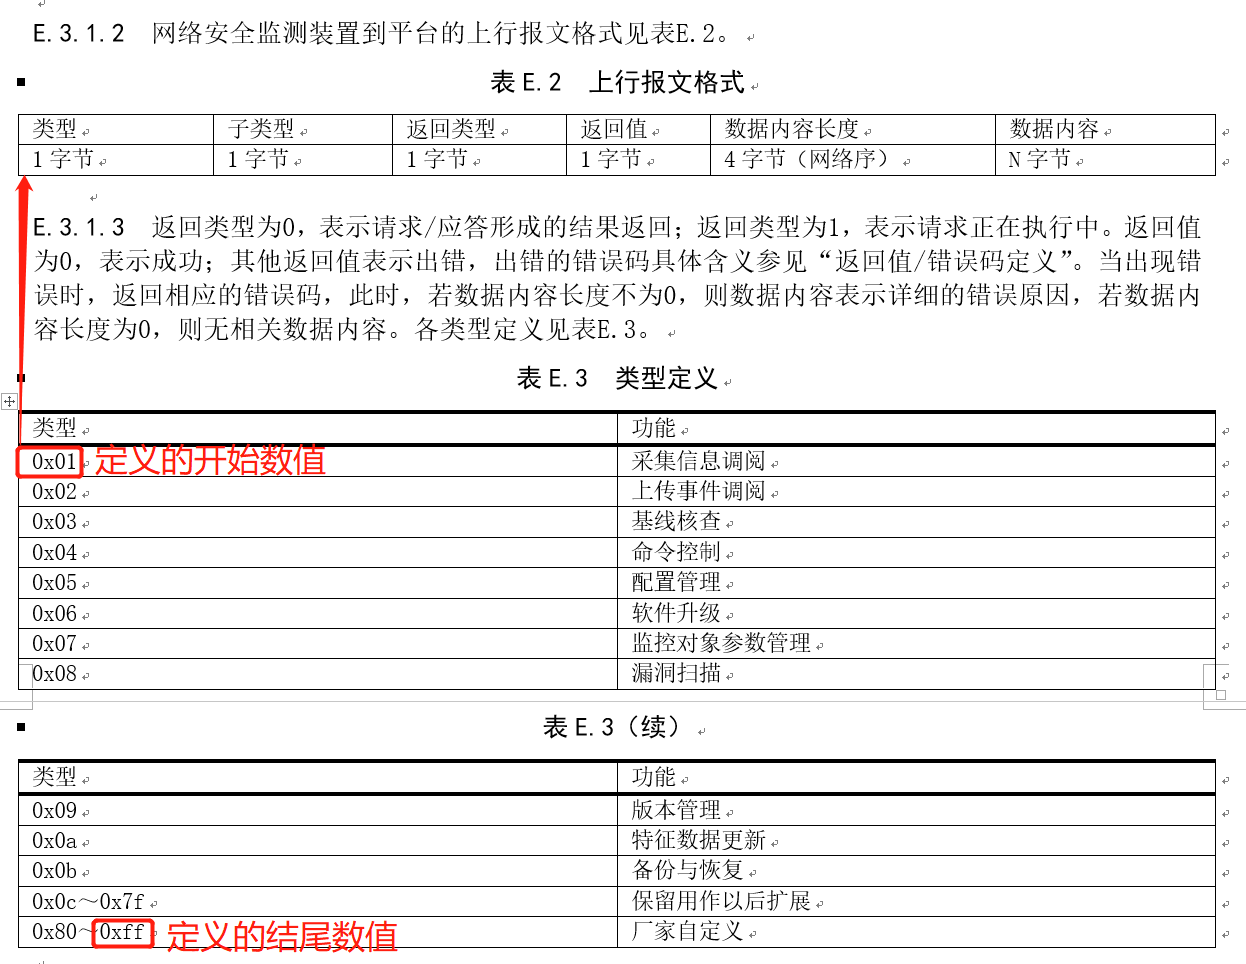 E.3.1.2 网络安全监测装置到平台的上行报文格式见表E.2。
表 E.2 上行报文格式
类型 子类型 返回类型 返回值 数据内容长度 数据内容
1 字节 1 字节 1 字节 1 字节 4 字节（网络序） N 字节
E.3.1.3 返回类型为0，表示请求/应答形成的结果返回；返回类型为1，表示请求正在执行中。返回值
为0，表示成功；其他返回值表示出错，出错的错误码具体含义参见“返回值/错误码定义”。当出现错
误时，返回相应的错误码，此时，若数据内容长度不为0，则数据内容表示详细的错误原因，若数据内
容长度为0，则无相关数据内容。各类型定义见表E.3。
表 E.3 类型定义
类型 功能
0x01 定义的开始数值 采集信息调阅
0x02 上传事件调阅
0x03 基线核查
0x04 命令控制
0x05 配置管理
0x06 软件升级
0x07 监控对象参数管理
0x08 漏洞扫描
表 E.3（续）
类型 功能
0x09 版本管理
0x0a 特征数据更新
0x0b 备份与恢复
0x0c～0x7f 保留用作以后扩展
0x80～0xff 定义的结尾数值 厂家自定义